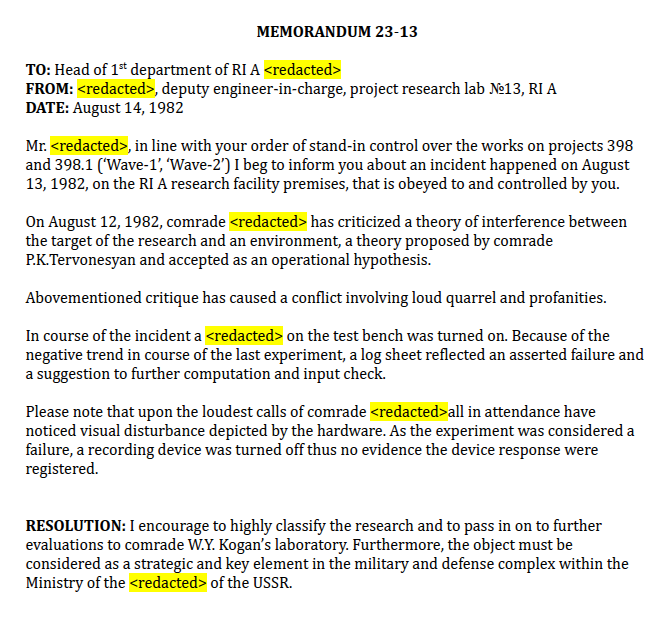 MEMORANDUM 23-13
TO: Head of 1st department of RI A <redacted>
FROM: <redacted>, deputy engineer-in-charge, project research lab №13, RI A
DATE: August 14, 1982
Mr. <redacted>, in line with your order of stand-in control over the works on projects 398
and 398.1 (‘Wave-1’, ‘Wave-2’) I beg to inform you about an incident happened on August
13, 1982, on the RI A research facility premises, that is obeyed to and controlled by you.
On August 12, 1982, comrade <redacted> has criticized a theory of interference between
the target of the research and an environment, a theory proposed by comrade
P.K.Tervonesyan and accepted as an operational hypothesis.
Abovementioned critique has caused a conflict involving loud quarrel and profanities.
In course of the incident a <redacted> on the test bench was turned on. Because of the
negative trend in course of the last experiment, a log sheet reflected an asserted failure and
a suggestion to further computation and input check.
Please note that upon the loudest calls of comrade <redacted>all in attendance have
noticed visual disturbance depicted by the hardware. As the experiment was considered a
failure, a recording device was turned off thus no evidence the device response were
registered.
RESOLUTION: I encourage to highly classify the research and to pass in on to further
evaluations to comrade W.Y. Kogan’s laboratory. Furthermore, the object must be
considered as a strategic and key element in the military and defense complex within the
Ministry of the <redacted> of the USSR.